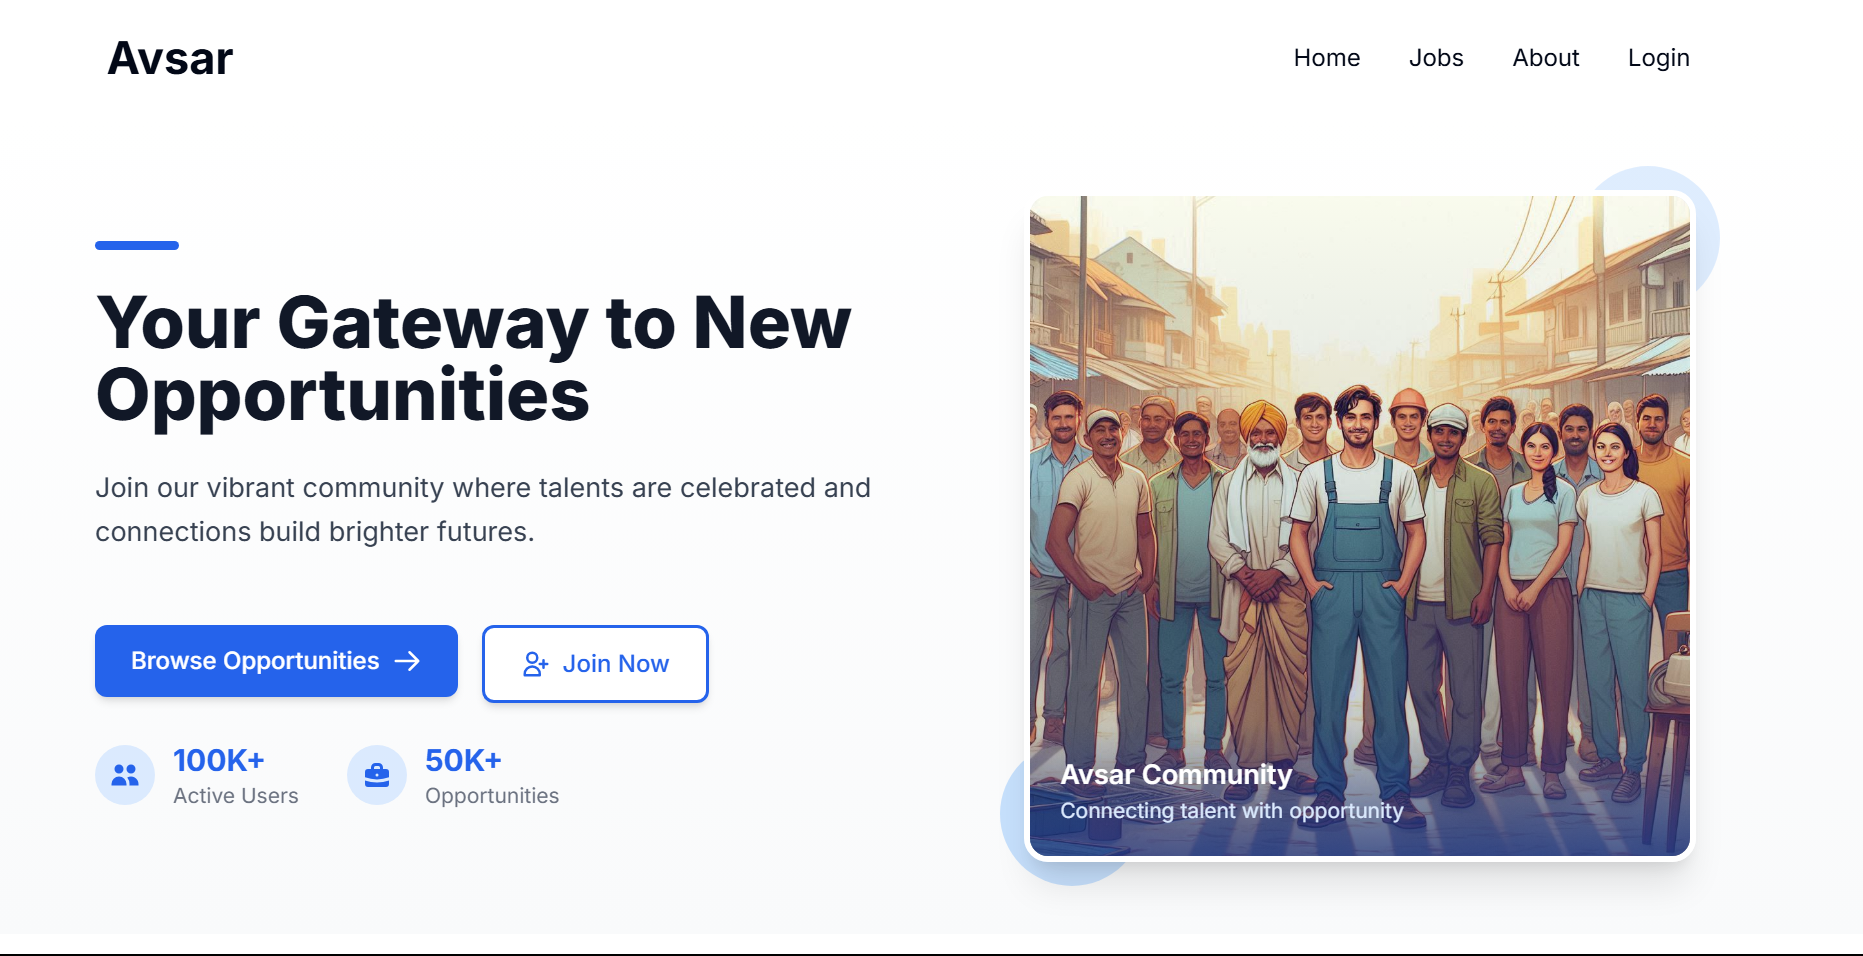 Avsar
Home Jobs About Login
Your Gateway to New
Opportunities
Join our vibrant community where talents are celebrated and
connections build brighter futures.
Browse Opportunities
Join Now
100K+
Active Users
50K+
Opportunities
Avsar Community
Connecting talent with opportunity